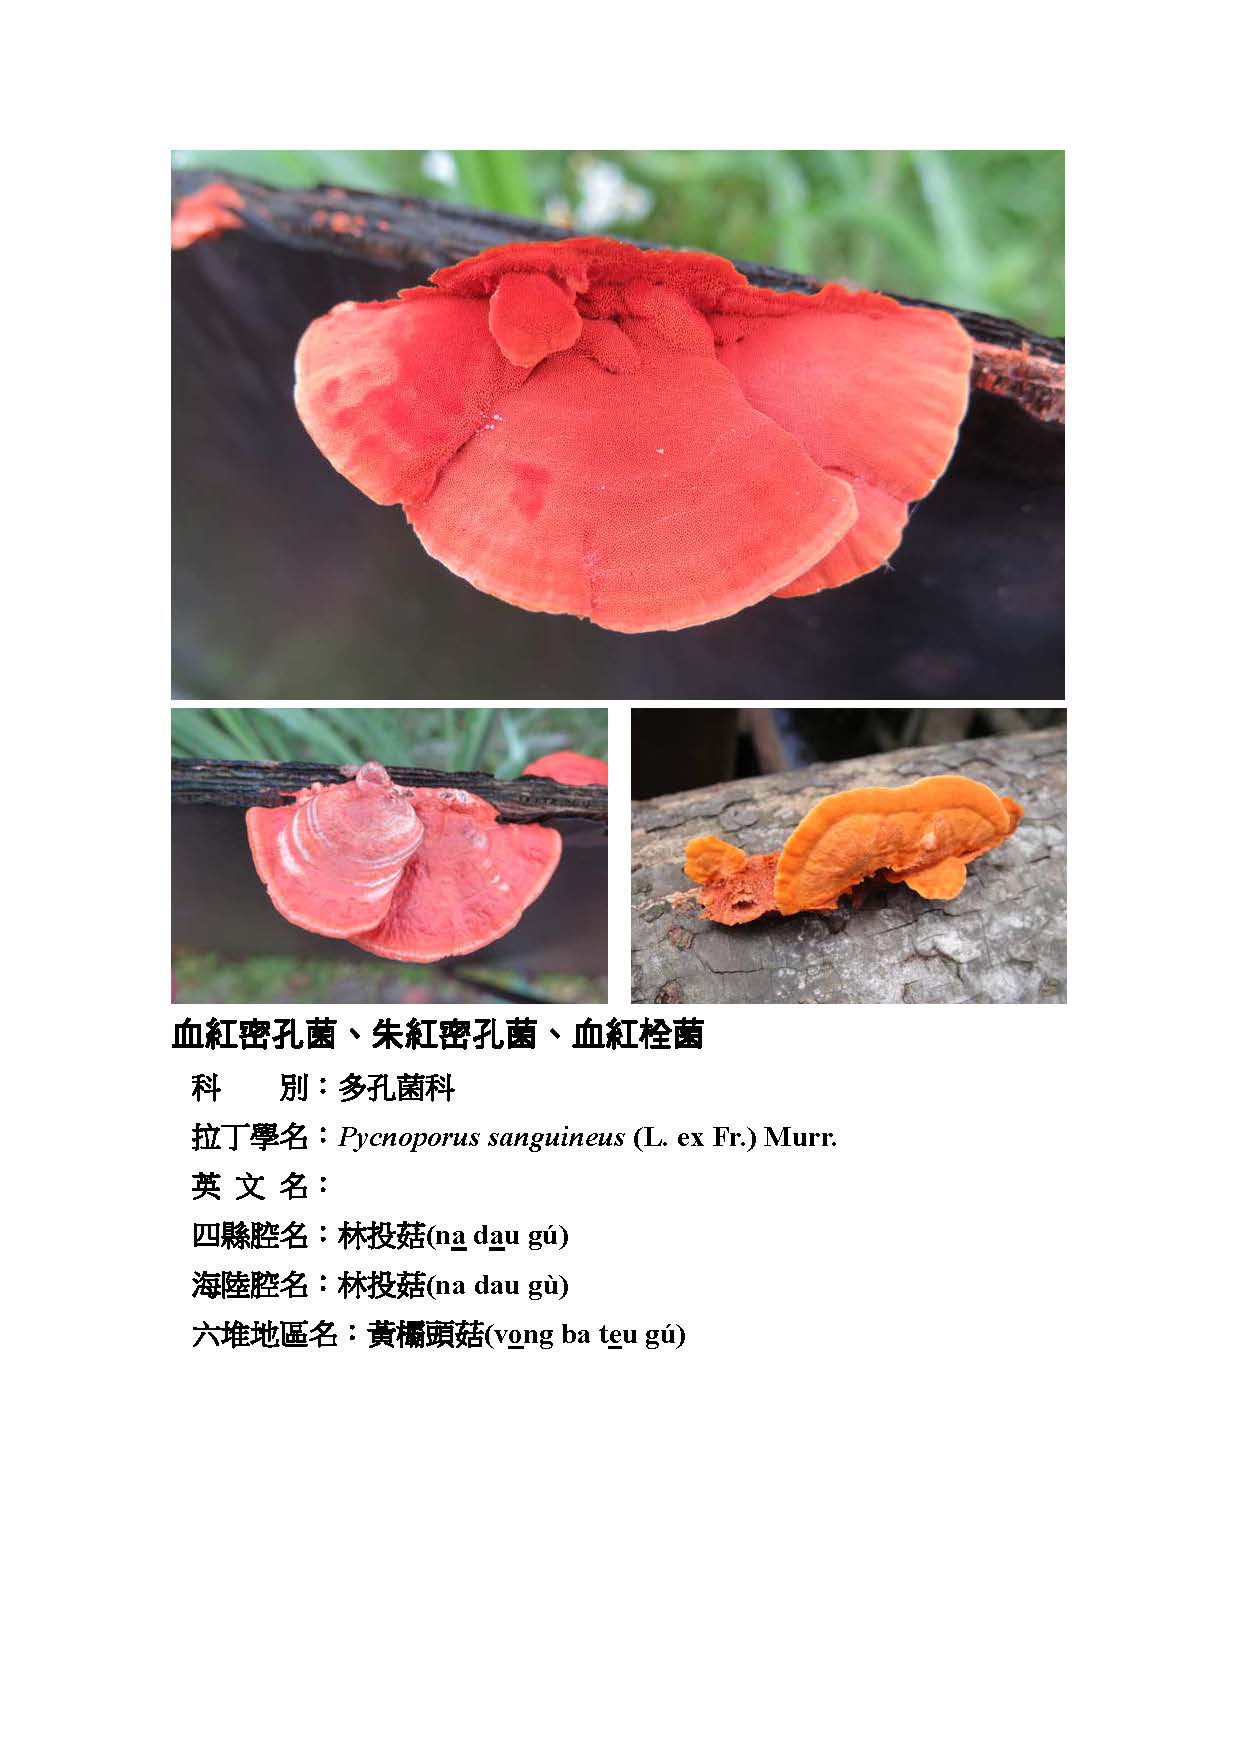 血紅密孔菌、朱紅密孔菌、血紅栓菌
科　　別：多孔菌科
拉丁學名：Pycnoporus sanguineus (L. ex Fr.) Murr.
英 文 名：
四縣腔名：林投菇(na dau gú)
海陸腔名：林投菇(na dau gù)
六堆地區名：黃欛頭菇(vong ba teu gú)